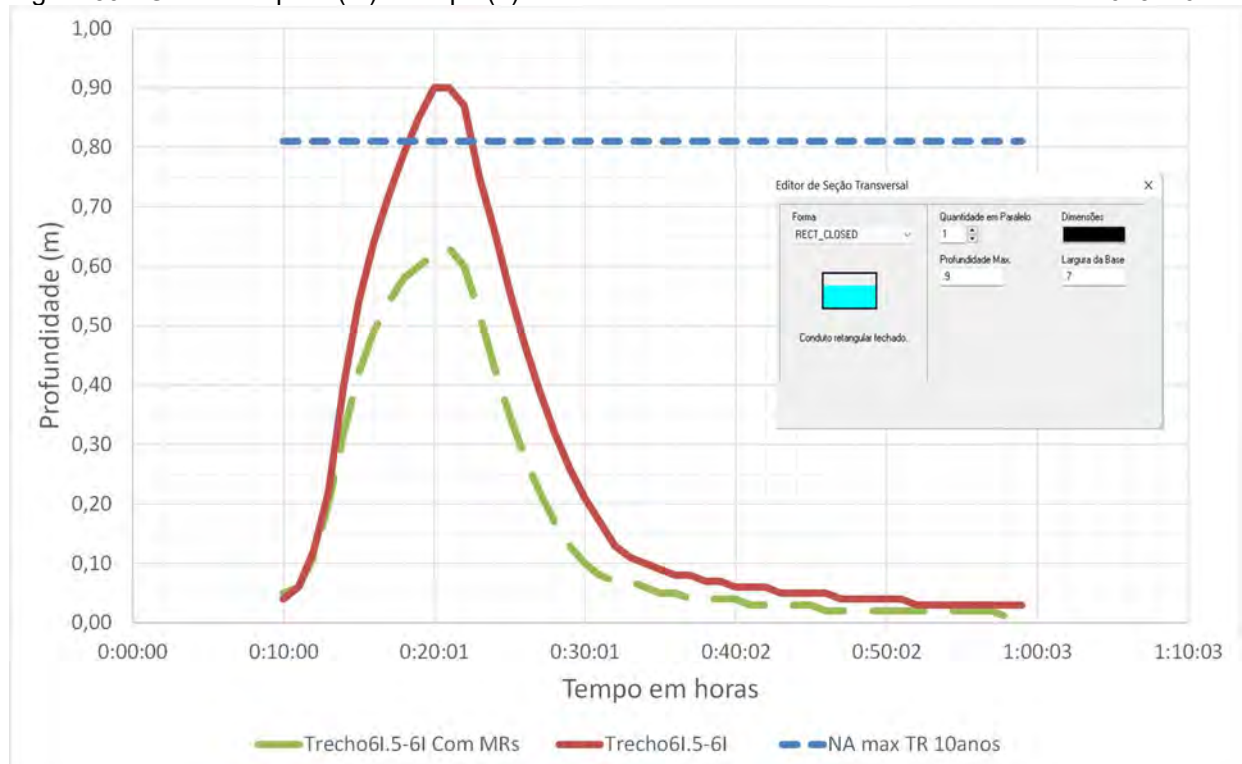 1,00
0,90
0,80
0,70
0,60
0,50
0,40
0,30
0,20
0,10
0,00
Profundidade (m)
0:00:00 0:10:00 0:20:01 0:30:01 0:40:02 0:50:02 1:00:03 1:10:03
Tempo em horas
Trecho6I.5-6I Com MRs Trecho6I.5-6I NA max TR 10anos
Editor de Seção Transversal X
Forma Quantidade em Paralelo Dimensões
RECT_CLOSED 1
Profundidade Max. Largura da Base
.9 .7
Conduto retangular fechado.